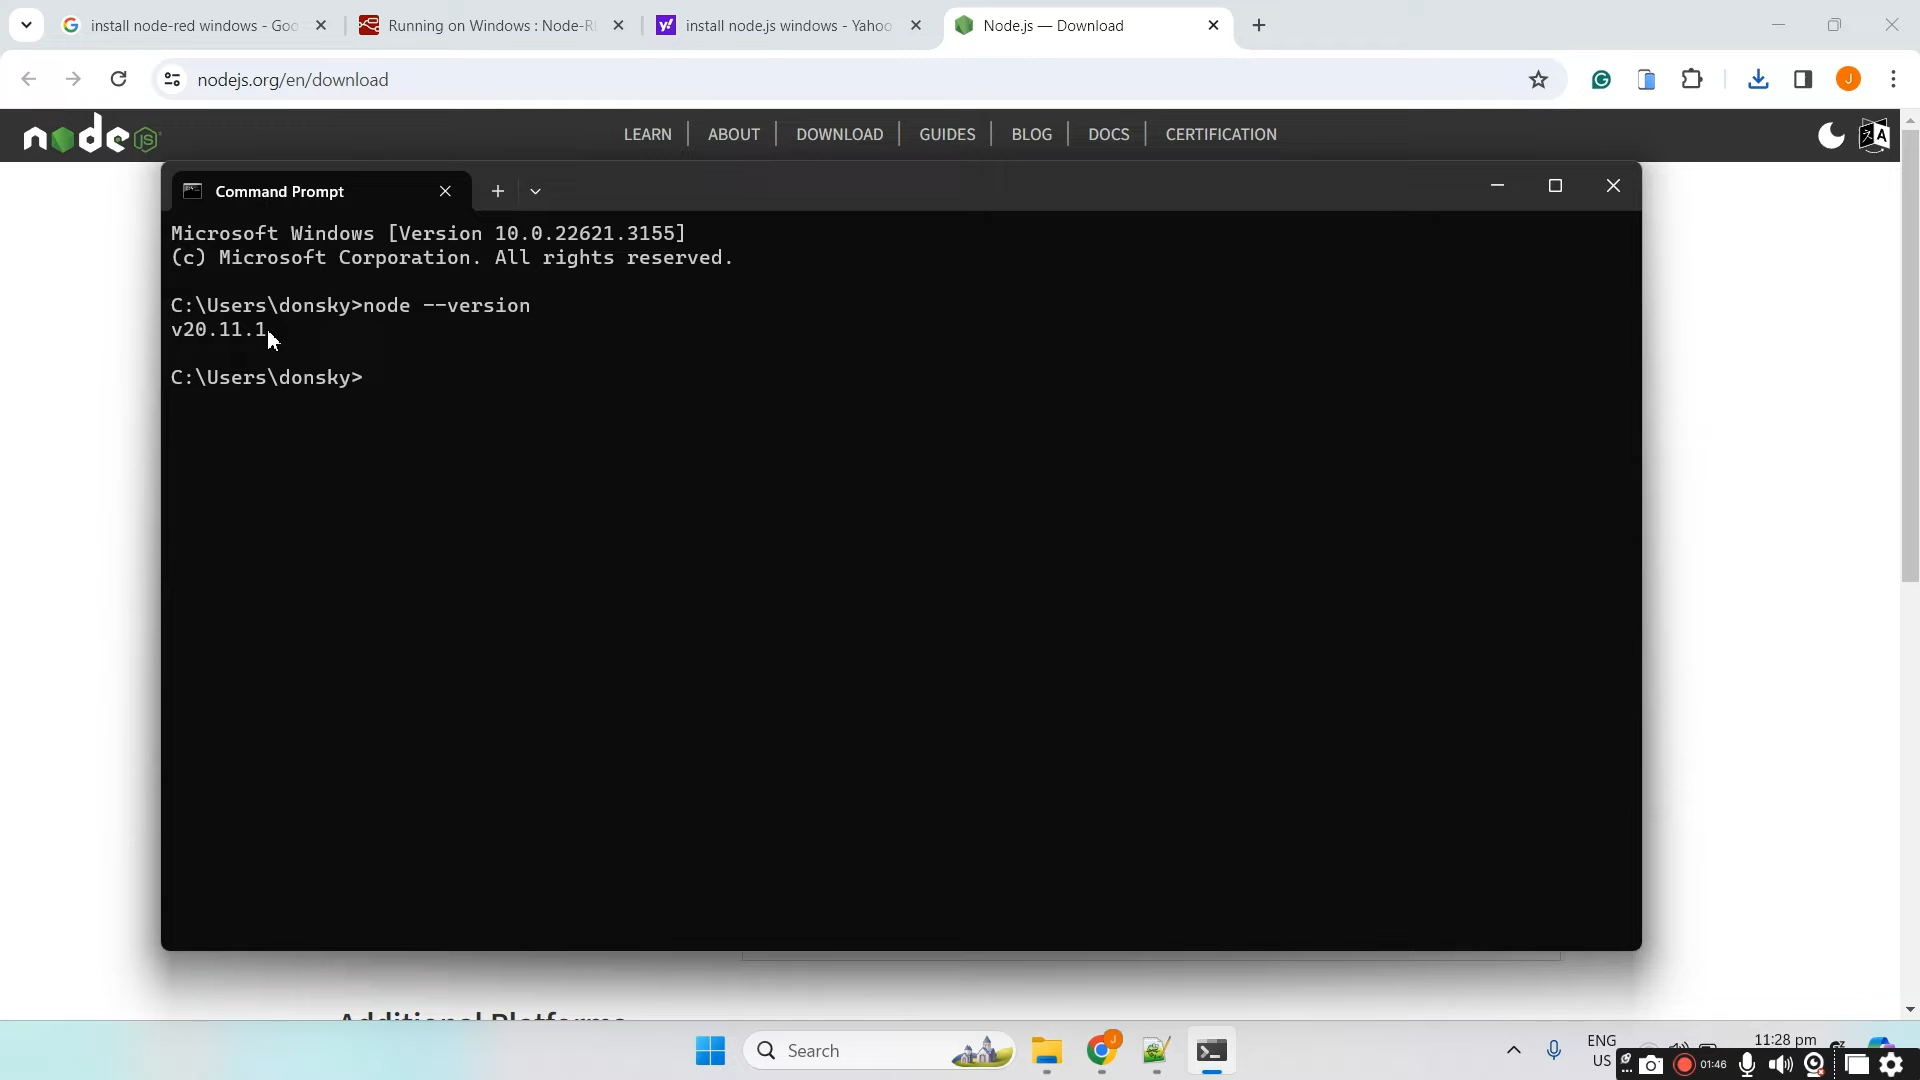 install node-red windows - Goo
Running on Windows : Node-R
install node.js windows - Yahoo
Node.js — Download
nodejs.org/en/download
J
node JS
LEARN
ABOUT
DOWNLOAD
GUIDES
BLOG
DOCS
CERTIFICATION
Command Prompt
Microsoft Windows [Version 10.0.22621.3155]
(c) Microsoft Corporation. All rights reserved.
C:\Users\donsky>node --version
v20.11.1
C:\Users\donsky>
Additional Platforms
Search
J
ENG
US
11:28 pm
01:46